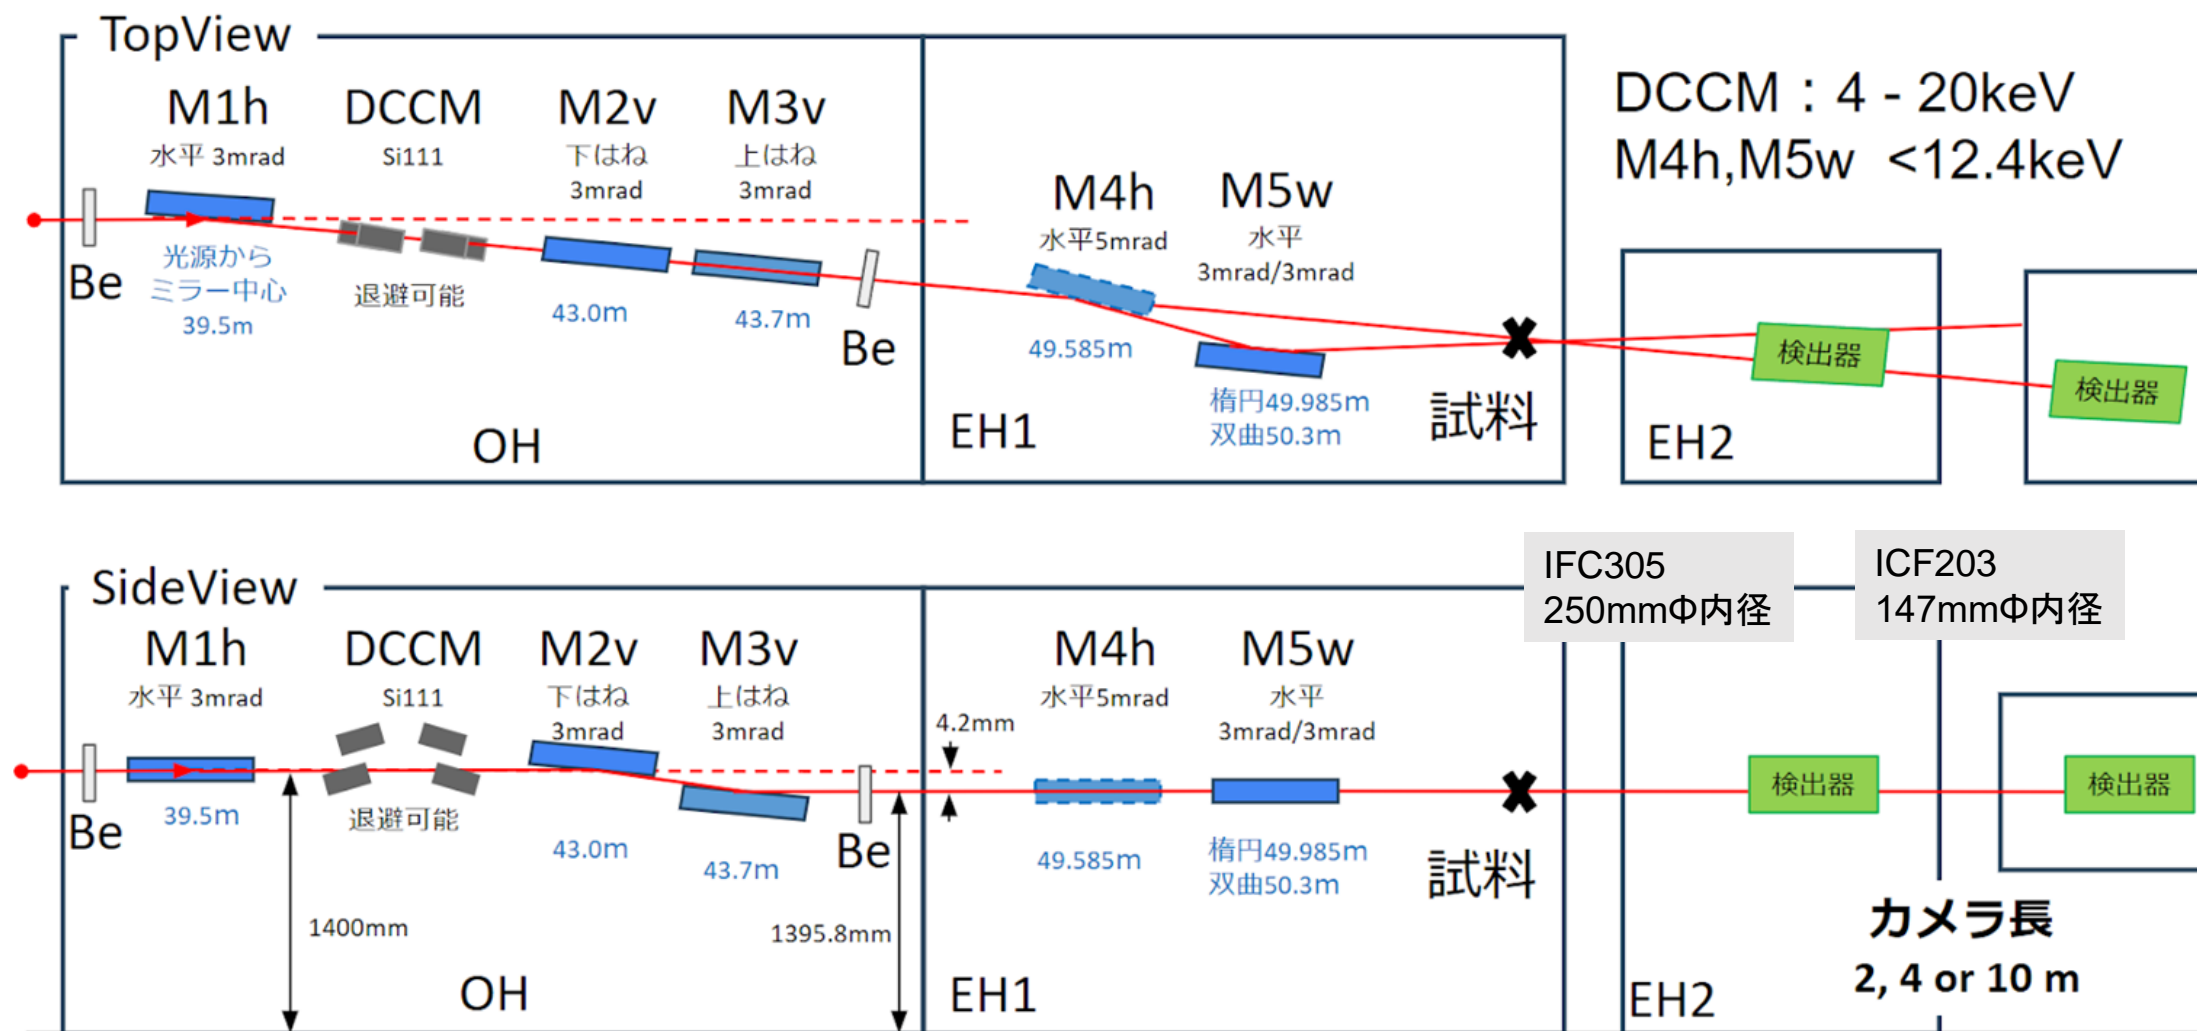 TopView
M1h
水平 3mrad
DCCM
Si111
M2v
下はね
3mrad
M3v
上はね
3mrad
DCCM：4 - 20keV
M4h,M5w <12.4keV
M4h
水平5mrad
M5w
水平
3mrad/3mrad
Be
光源から
ミラー中心
39.5m
退避可能
43.0m
43.7m
Be
49.585m
楕円49.985m
双曲50.3m
試料
検出器
検出器
OH
EH1
EH2
IFC305
250mmΦ内径
ICF203
147mmΦ内径
SideView
M1h
水平 3mrad
DCCM
Si111
M2v
下はね
3mrad
M3v
上はね
3mrad
4.2mm
M4h
水平5mrad
M5w
水平
3mrad/3mrad
検出器
検出器
Be
39.5m
退避可能
43.0m
43.7m
Be
49.585m
楕円49.985m
双曲50.3m
試料
1400mm
1395.8mm
カメラ長
2, 4 or 10 m
OH
EH1
EH2